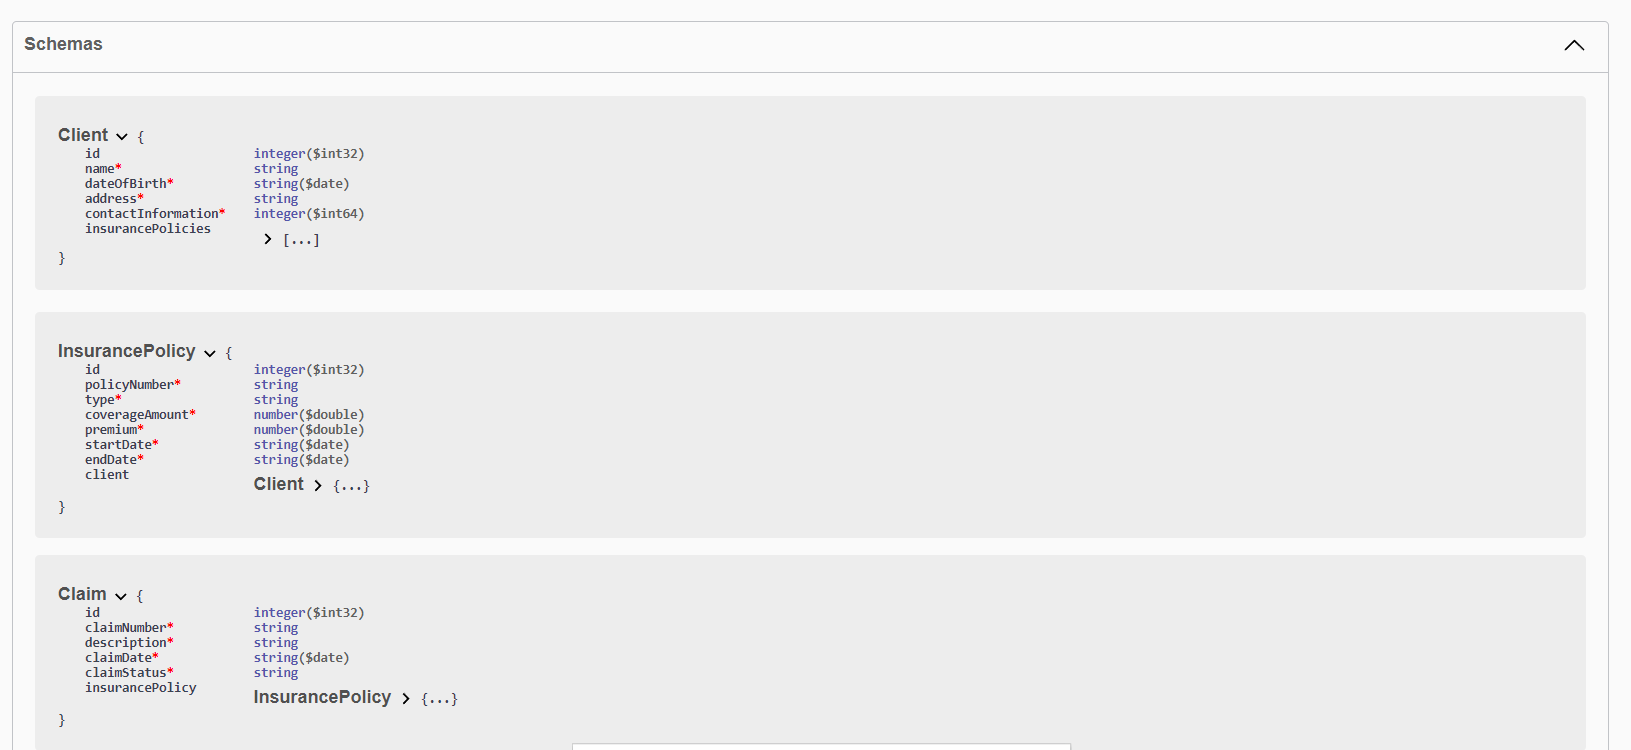 Schemas
Client {
id integer($int32)
name* string
dateOfBirth* string($date)
address* string
contactInformation* integer($int64)
insurancePolicies
[...]
}
InsurancePolicy {
id integer($int32)
policyNumber* string
type* string
coverageAmount* number($double)
premium* number($double)
startDate* string($date)
endDate* string($date)
client
Client {...}
}
Claim {
id integer($int32)
claimNumber* string
description* string
claimDate* string($date)
claimStatus* string
insurancePolicy
InsurancePolicy {...}
}